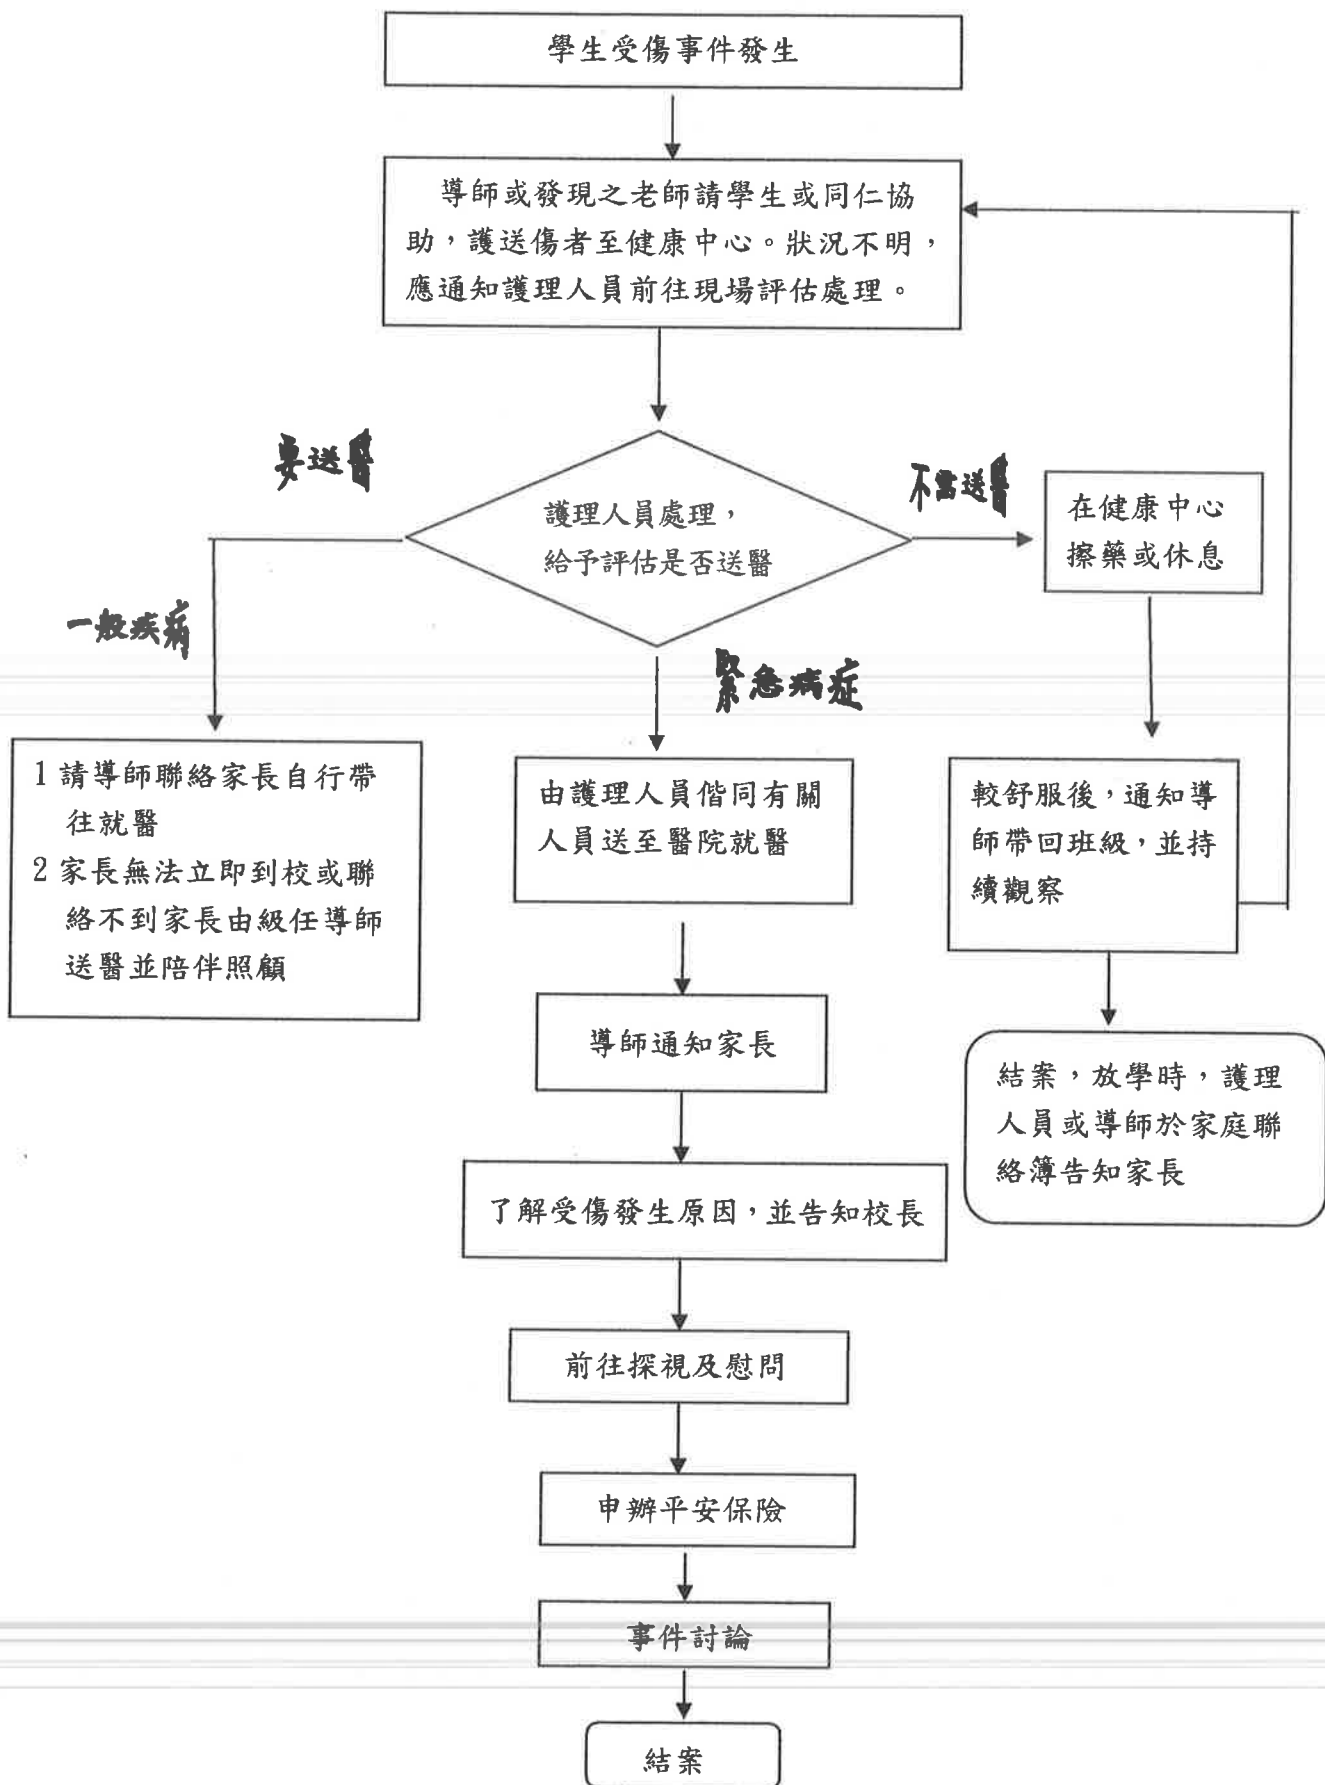 學生受傷事件發生
導師或發現之老師請學生或同仁協
助，護送傷者至健康中心。狀況不明，
應通知護理人員前往現場評估處理。
要送醫
護理人員處理，
給予評估是否送醫
不需送醫
在健康中心
擦藥或休息
一般疾病
緊急病症
1 請導師聯絡家長自行帶
往就醫
2 家長無法立即到校或聯
絡不到家長由級任導師
送醫並陪伴照顧
由護理人員偕同有關
人員送至醫院就醫
較舒服後，通知導
師帶回班級，並持
續觀察
導師通知家長
結案，放學時，護理
人員或導師於家庭聯
絡簿告知家長
了解受傷發生原因，並告知校長
前往探視及慰問
申辦平安保險
事件討論
結案